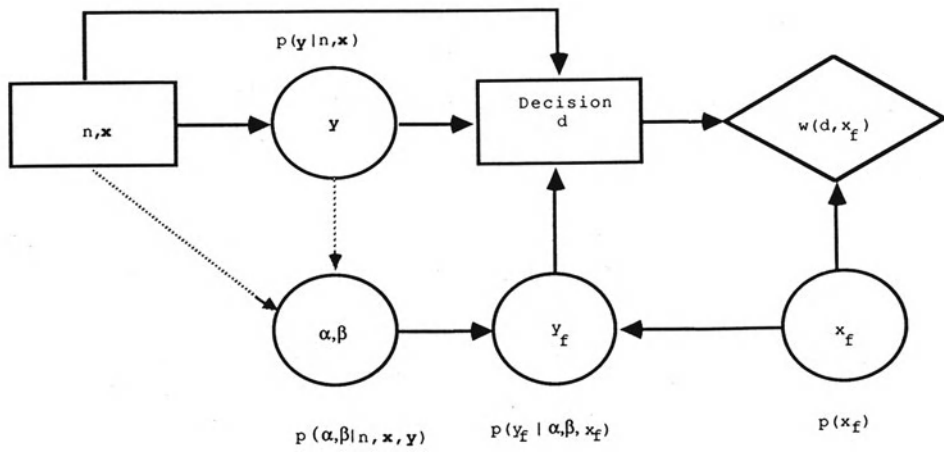 p(y|n,x)
n,x
y
Decision
d
w(d,x_f)
α,β
y_f
x_f
p(α,β|n,x,y)
p(y_f | α,β,x_f)
p(x_f)